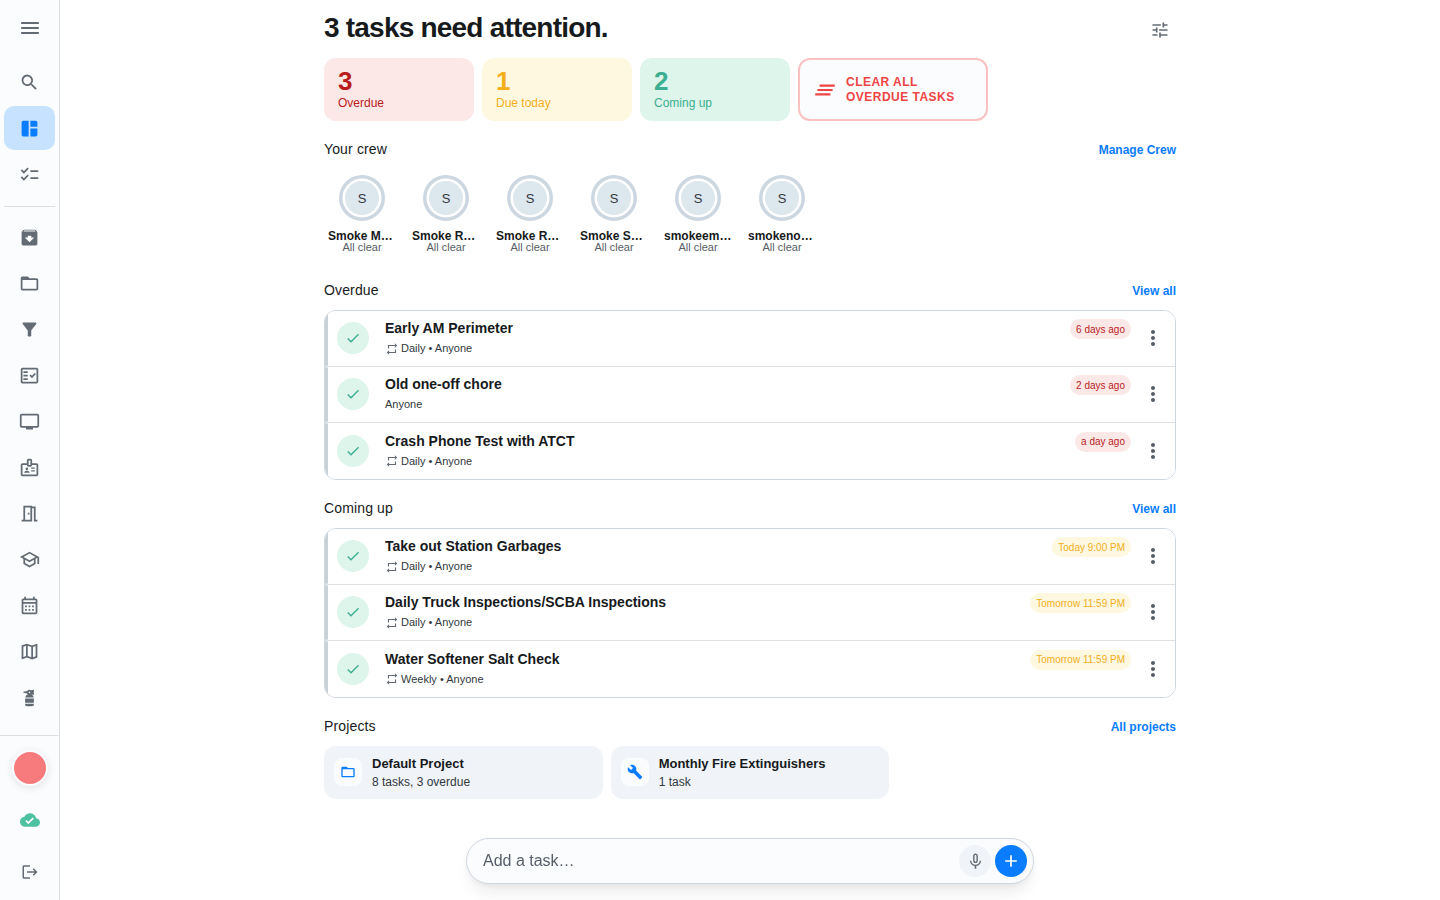 3 tasks need attention.
3
Overdue
1
Due today
2
Coming up
CLEAR ALL
OVERDUE TASKS
Your crew
Manage Crew
S
S
S
S
S
S
Smoke M…
Smoke R…
Smoke R…
Smoke S…
smokeem…
smokeno…
All clear
All clear
All clear
All clear
All clear
All clear
Overdue
View all
Early AM Perimeter
6 days ago
Daily • Anyone
Old one-off chore
2 days ago
Anyone
Crash Phone Test with ATCT
a day ago
Daily • Anyone
Coming up
View all
Take out Station Garbages
Today 9:00 PM
Daily • Anyone
Daily Truck Inspections/SCBA Inspections
Tomorrow 11:59 PM
Daily • Anyone
Water Softener Salt Check
Tomorrow 11:59 PM
Weekly • Anyone
Projects
All projects
Default Project
8 tasks, 3 overdue
Monthly Fire Extinguishers
1 task
Add a task…